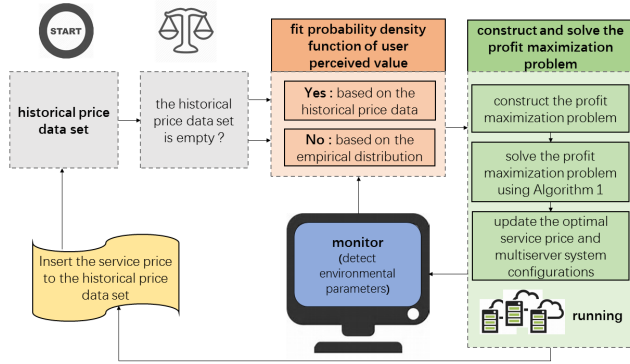 START
historical price
data set
the historical
price data set
is empty ?
fit probability density
function of user
perceived value
Yes : based on the
historical price data
No : based on the
empirical distribution
construct and solve the
profit maximization
problem
construct the profit
maximization problem
solve the profit
maximization problem
using Algorithm 1
update the optimal
service price and
multiserver system
configurations
running
monitor
(detect
environmental
parameters)
Insert the service price
to the historical price
data set